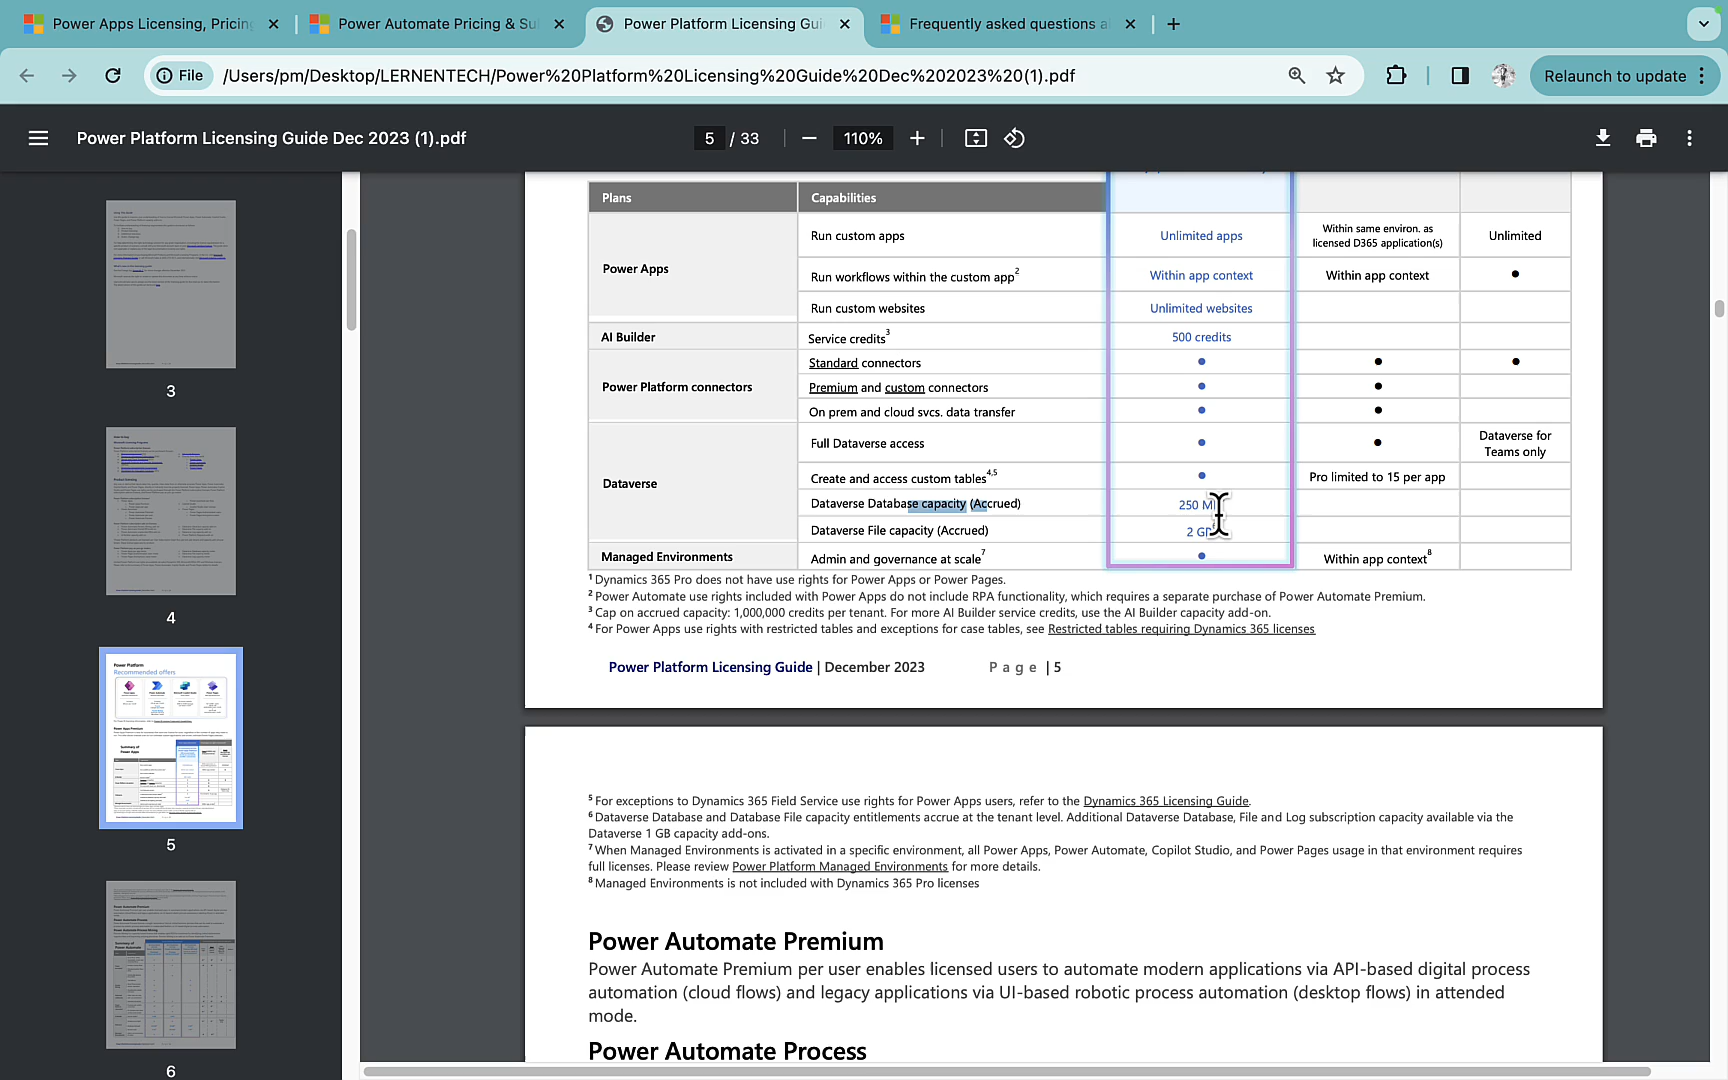 Power Apps Licensing, Pricing
Power Automate Pricing & Su
Power Platform Licensing Gui
Frequently asked questions a
File
/Users/pm/Desktop/LERNENTECH/Power%20Platform%20Licensing%20Guide%20Dec%202023%20(1).pdf
Relaunch to update
Power Platform Licensing Guide Dec 2023 (1).pdf
5 / 33
110%
3
4
Power Platform
Recommended offers
5
6
Plans
Capabilities
Power Apps
Run custom apps
Unlimited apps
Within same environ. as
licensed D365 application(s)
Unlimited
Run workflows within the custom app2
Within app context
Within app context
Run custom websites
Unlimited websites
AI Builder
Service credits3
500 credits
Power Platform connectors
Standard connectors
Premium and custom connectors
On prem and cloud svcs. data transfer
Dataverse
Full Dataverse access
Dataverse for
Teams only
Create and access custom tables4,5
Pro limited to 15 per app
Dataverse Database capacity (Accrued)
250 M
Dataverse File capacity (Accrued)
2 G
Managed Environments
Admin and governance at scale7
Within app context8
1 Dynamics 365 Pro does not have use rights for Power Apps or Power Pages.
2 Power Automate use rights included with Power Apps do not include RPA functionality, which requires a separate purchase of Power Automate Premium.
3 Cap on accrued capacity: 1,000,000 credits per tenant. For more AI Builder service credits, use the AI Builder capacity add-on.
4 For Power Apps use rights with restricted tables and exceptions for case tables, see Restricted tables requiring Dynamics 365 licenses
Power Platform Licensing Guide | December 2023 Page | 5
5 For exceptions to Dynamics 365 Field Service use rights for Power Apps users, refer to the Dynamics 365 Licensing Guide.
6 Dataverse Database and Database File capacity entitlements accrue at the tenant level. Additional Dataverse Database, File and Log subscription capacity available via the
Dataverse 1 GB capacity add-ons.
7 When Managed Environments is activated in a specific environment, all Power Apps, Power Automate, Copilot Studio, and Power Pages usage in that environment requires
full licenses. Please review Power Platform Managed Environments for more details.
8 Managed Environments is not included with Dynamics 365 Pro licenses
Power Automate Premium
Power Automate Premium per user enables licensed users to automate modern applications via API-based digital process
automation (cloud flows) and legacy applications via UI-based robotic process automation (desktop flows) in attended
mode.
Power Automate Process